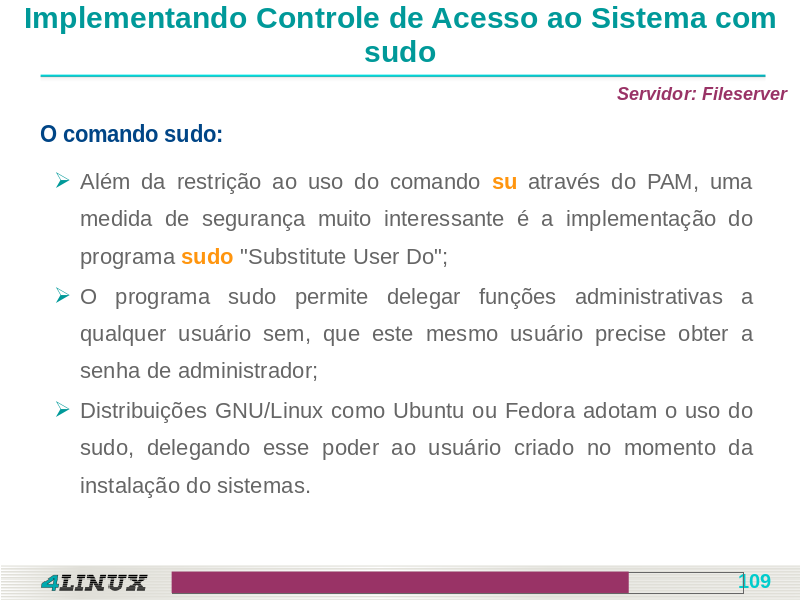 Implementando Controle de Acesso ao Sistema com
sudo
Servidor: Fileserver
O comando sudo:
Além da restrição ao uso do comando su através do PAM, uma
medida de segurança muito interessante é a implementação do
programa sudo "Substitute User Do";
O programa sudo permite delegar funções administrativas a
qualquer usuário sem, que este mesmo usuário precise obter a
senha de administrador;
Distribuições GNU/Linux como Ubuntu ou Fedora adotam o uso do
sudo, delegando esse poder ao usuário criado no momento da
instalação do sistemas.
4LINUX
109